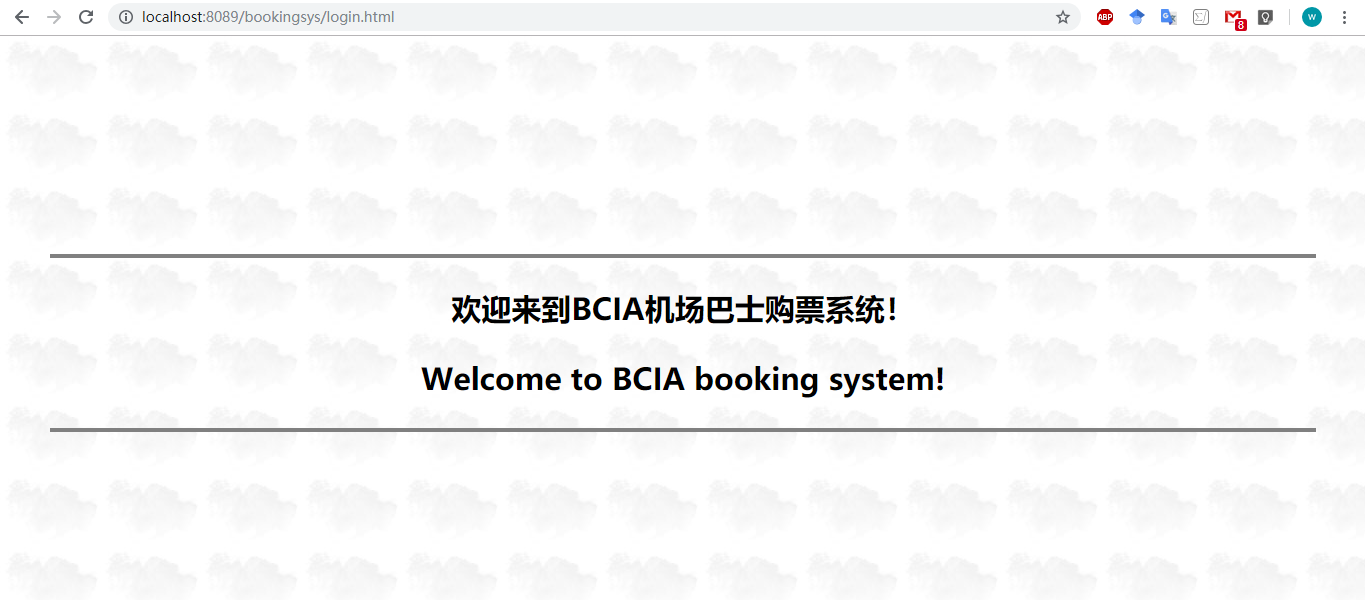 localhost:8089/bookingsys/login.html
ABP
8
w
欢迎来到BCIA机场巴士购票系统！
Welcome to BCIA booking system!